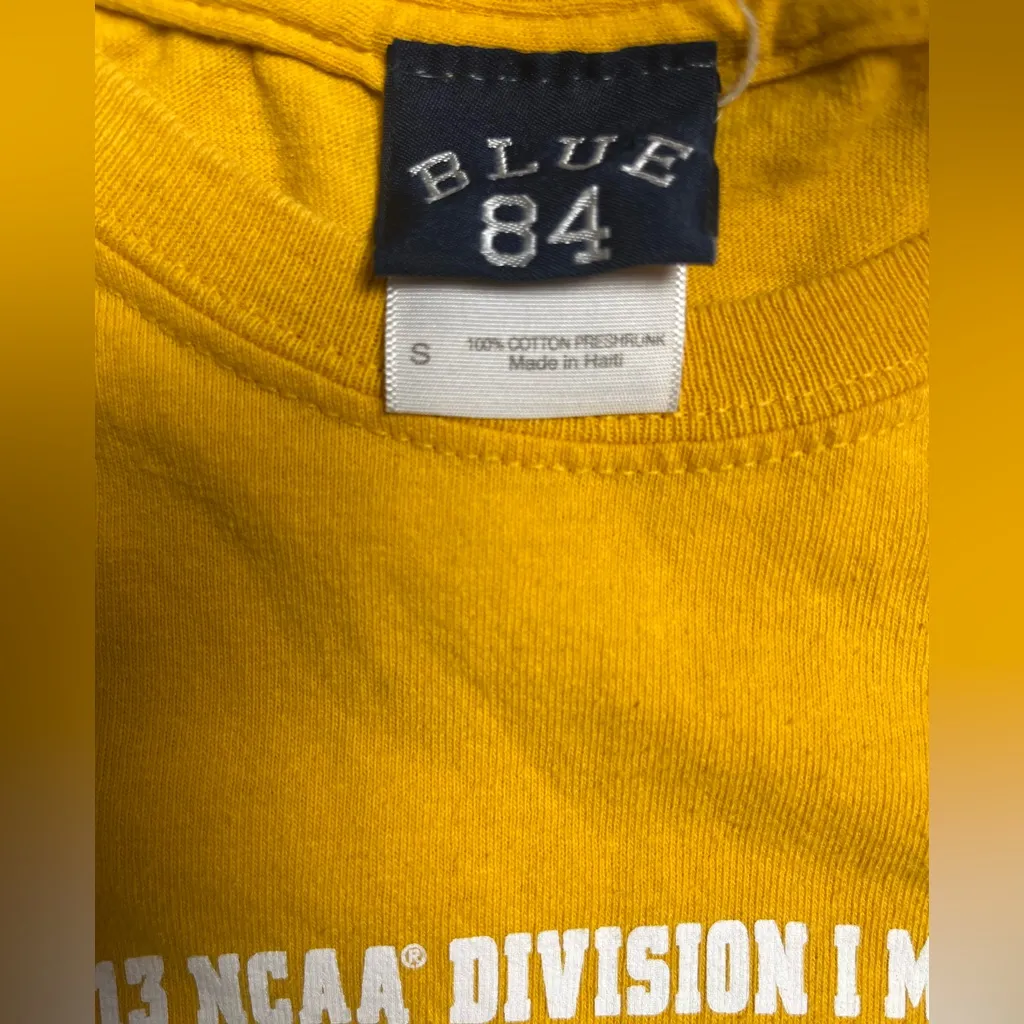 BLUE
84
S
100% COTTON PRESHRUNK
Made in Haiti
13 NCAA® DIVISION I M